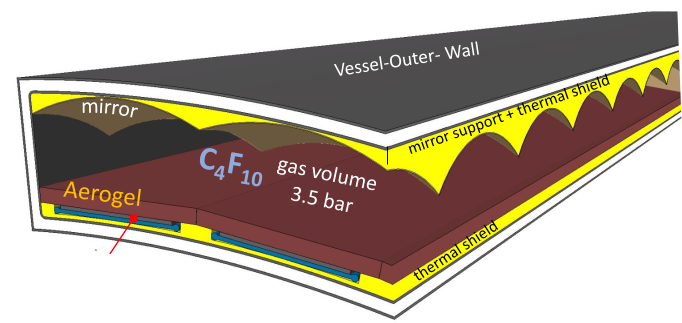 Vessel-Outer- Wall
mirror
mirror support + thermal shield
C₄F₁₀
gas volume
3.5 bar
Aerogel
thermal shield